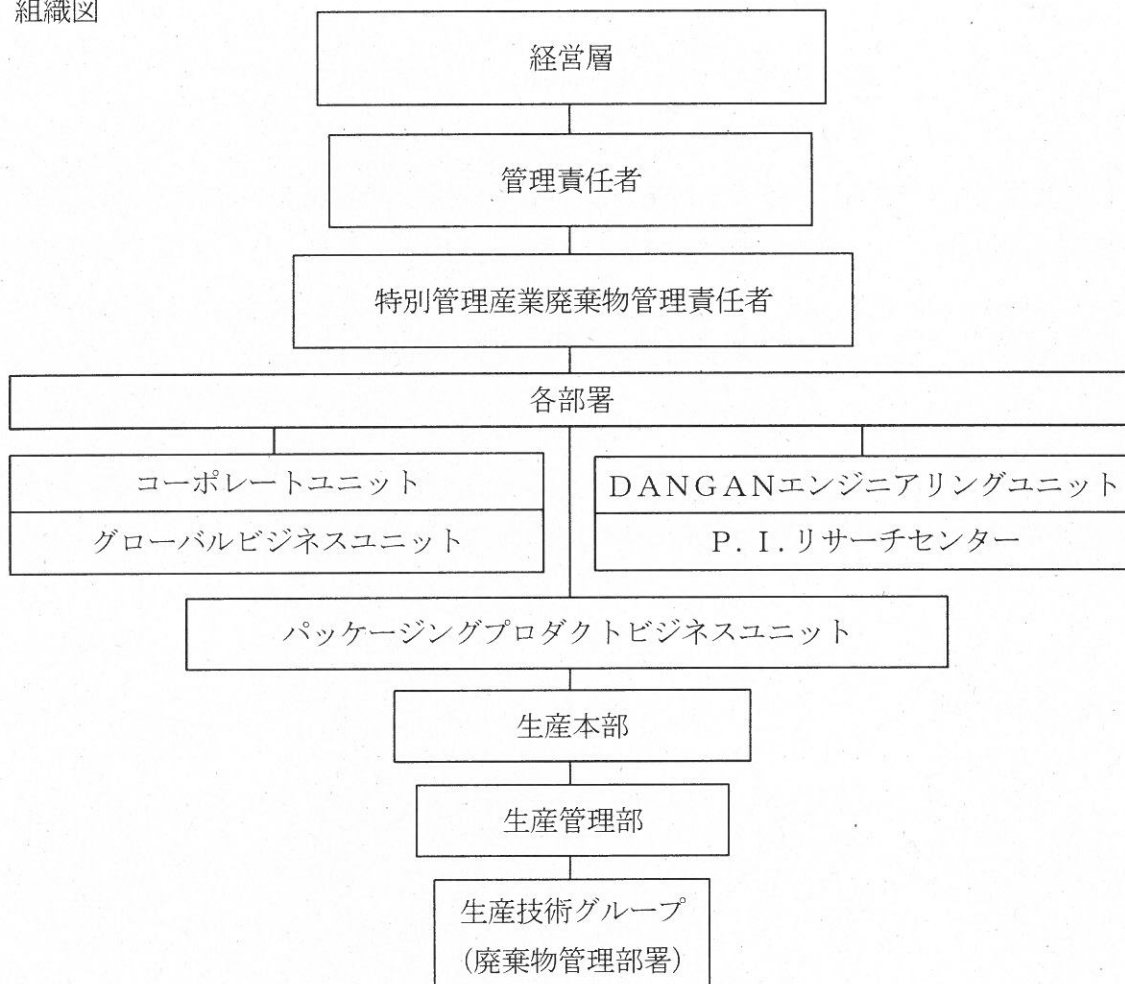 組織図
経営層
管理責任者
特別管理産業廃棄物管理責任者
各部署
コーポレートユニット
グローバルビジネスユニット
DANGANエンジニアリングユニット
P.I.リサーチセンター
パッケージングプロダクトビジネスユニット
生産本部
生産管理部
生産技術グループ
(廃棄物管理部署)